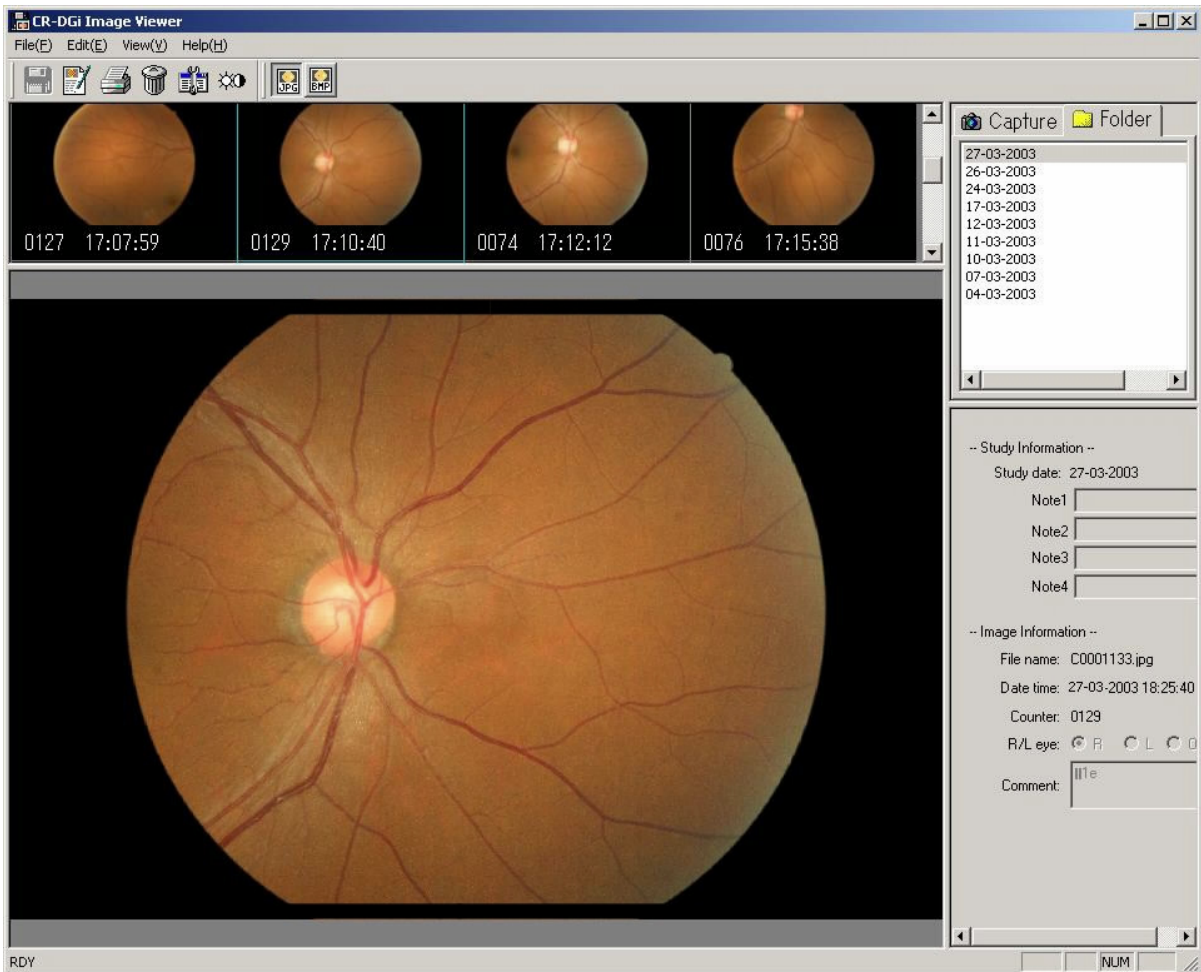 CR-DGi Image Viewer
File(F) Edit(E) View(V) Help(H)
JPG BMP
0127 17:07:59
0129 17:10:40
0074 17:12:12
0076 17:15:38
Capture Folder
27-03-2003
26-03-2003
24-03-2003
17-03-2003
12-03-2003
11-03-2003
10-03-2003
07-03-2003
04-03-2003
-- Study Information --
Study date: 27-03-2003
Note1
Note2
Note3
Note4
-- Image Information --
File name: C0001133.jpg
Date time: 27-03-2003 18:25:40
Counter: 0129
R/L eye: R L
Comment:
RDY
NUM